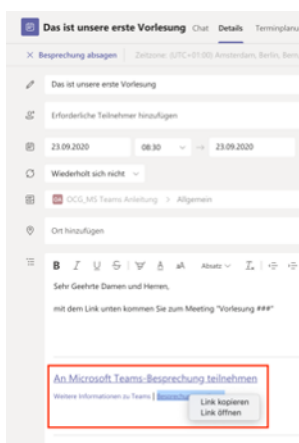 Das ist unsere erste Vorlesung Chat Details Terminplanu
× Besprechung absagen Zeitzone: (UTC+01:00) Amsterdam, Berlin, Bern,
Das ist unsere erste Vorlesung
Erforderliche Teilnehmer hinzufügen
23.09.2020 08:30 → 23.09.2020
Wiederholt sich nicht
OCG_MS Teams Anleitung > Allgemein
Ort hinzufügen
B I U S A aA Absatz
Sehr Geehrte Damen und Herren,
mit dem Link unten kommen Sie zum Meeting "Vorlesung ###"
An Microsoft Teams-Besprechung teilnehmen
Weitere Informationen zu Teams |
Link kopieren
Link öffnen